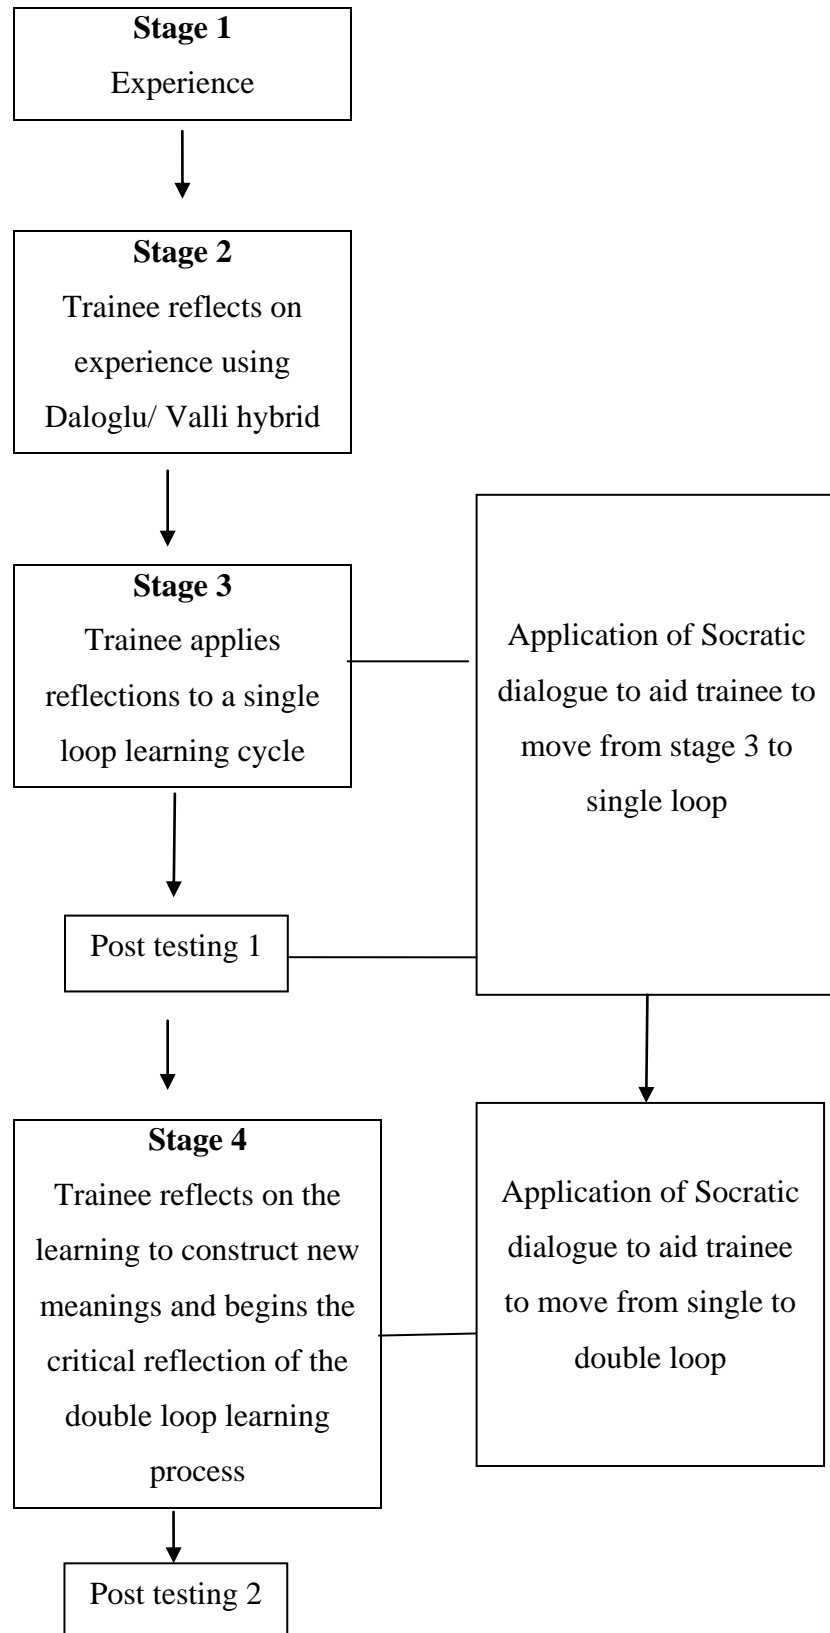 Stage 1
Experience
Stage 2
Trainee reflects on
experience using
Daloglu/ Valli hybrid
Stage 3
Trainee applies
reflections to a single
loop learning cycle
Application of Socratic
dialogue to aid trainee to
move from stage 3 to
single loop
Post testing 1
Stage 4
Trainee reflects on the
learning to construct new
meanings and begins the
critical reflection of the
double loop learning
process
Application of Socratic
dialogue to aid trainee
to move from single to
double loop
Post testing 2